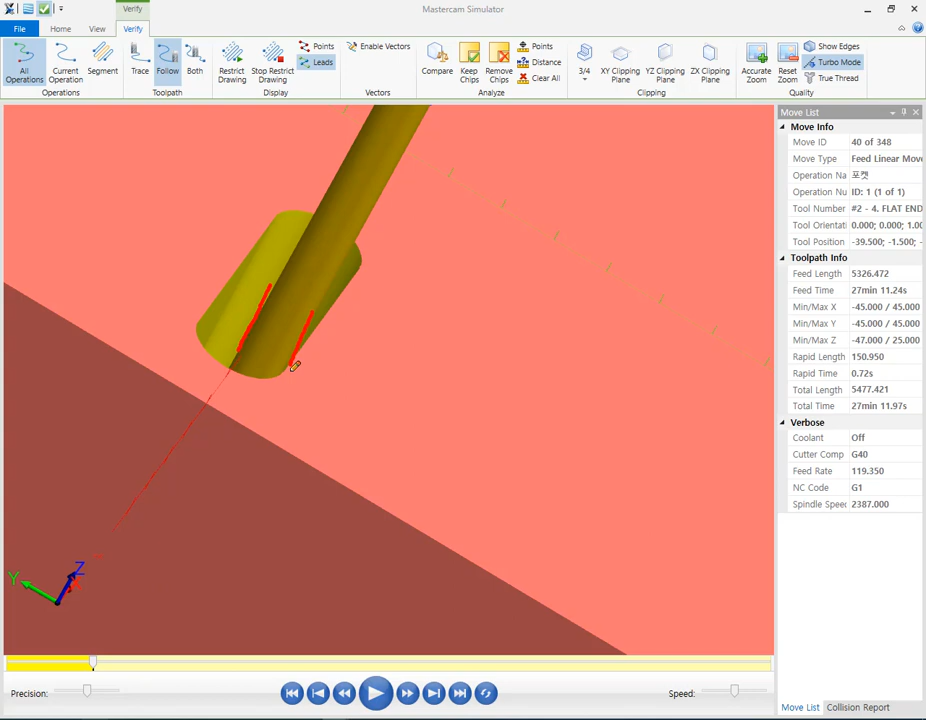 Verify
Mastercam Simulator
File
Home
View
Verify
All Operations
Current Operation
Segment
Operations
Trace
Follow
Both
Toolpath
Restrict Drawing
Stop Restrict Drawing
Points
Leads
Display
Enable Vectors
Vectors
Compare
Keep Chips
Remove Chips
Points
Distance
Clear All
Analyze
3/4
XY Clipping Plane
YZ Clipping Plane
ZX Clipping Plane
Clipping
Accurate Zoom
Reset Zoom
Show Edges
Turbo Mode
True Thread
Quality
Move List
Move Info
Move ID 40 of 348
Move Type Feed Linear Mov
Operation Na 포켓
Operation Nu ID: 1 (1 of 1)
Tool Number #2 - 4. FLAT END
Tool Orientati 0.000; 0.000; 1.00
Tool Position -39.500; -1.500; -
Toolpath Info
Feed Length 5326.472
Feed Time 27min 11.24s
Min/Max X -45.000 / 45.000
Min/Max Y -45.000 / 45.000
Min/Max Z -47.000 / 25.000
Rapid Length 150.950
Rapid Time 0.72s
Total Length 5477.421
Total Time 27min 11.97s
Verbose
Coolant Off
Cutter Comp G40
Feed Rate 119.350
NC Code G1
Spindle Speed 2387.000
Y
Z
Precision:
Speed:
Move List
Collision Report